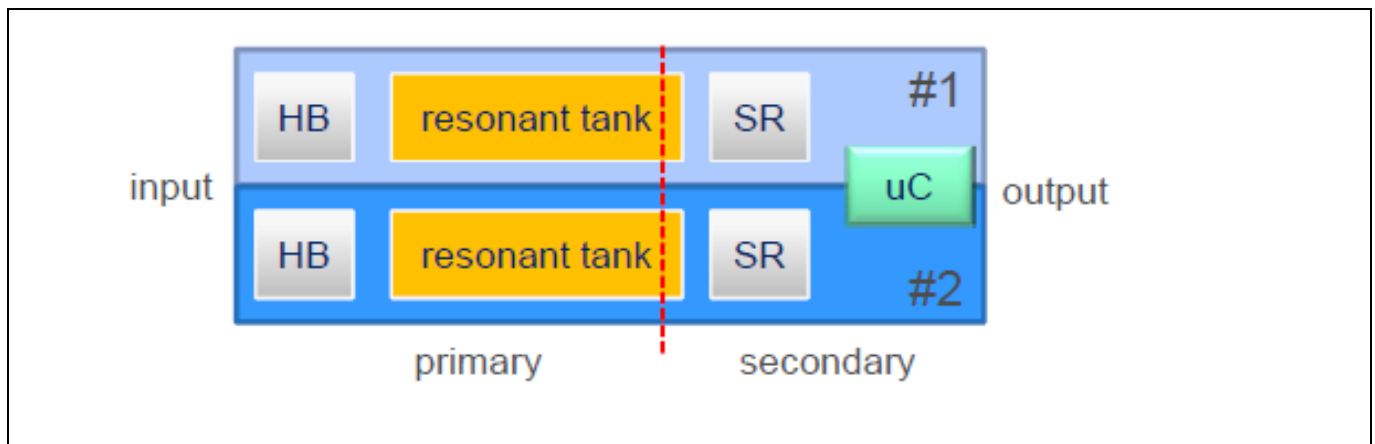 HB
resonant tank
SR
#1
input
uC
output
HB
resonant tank
SR
#2
primary
secondary